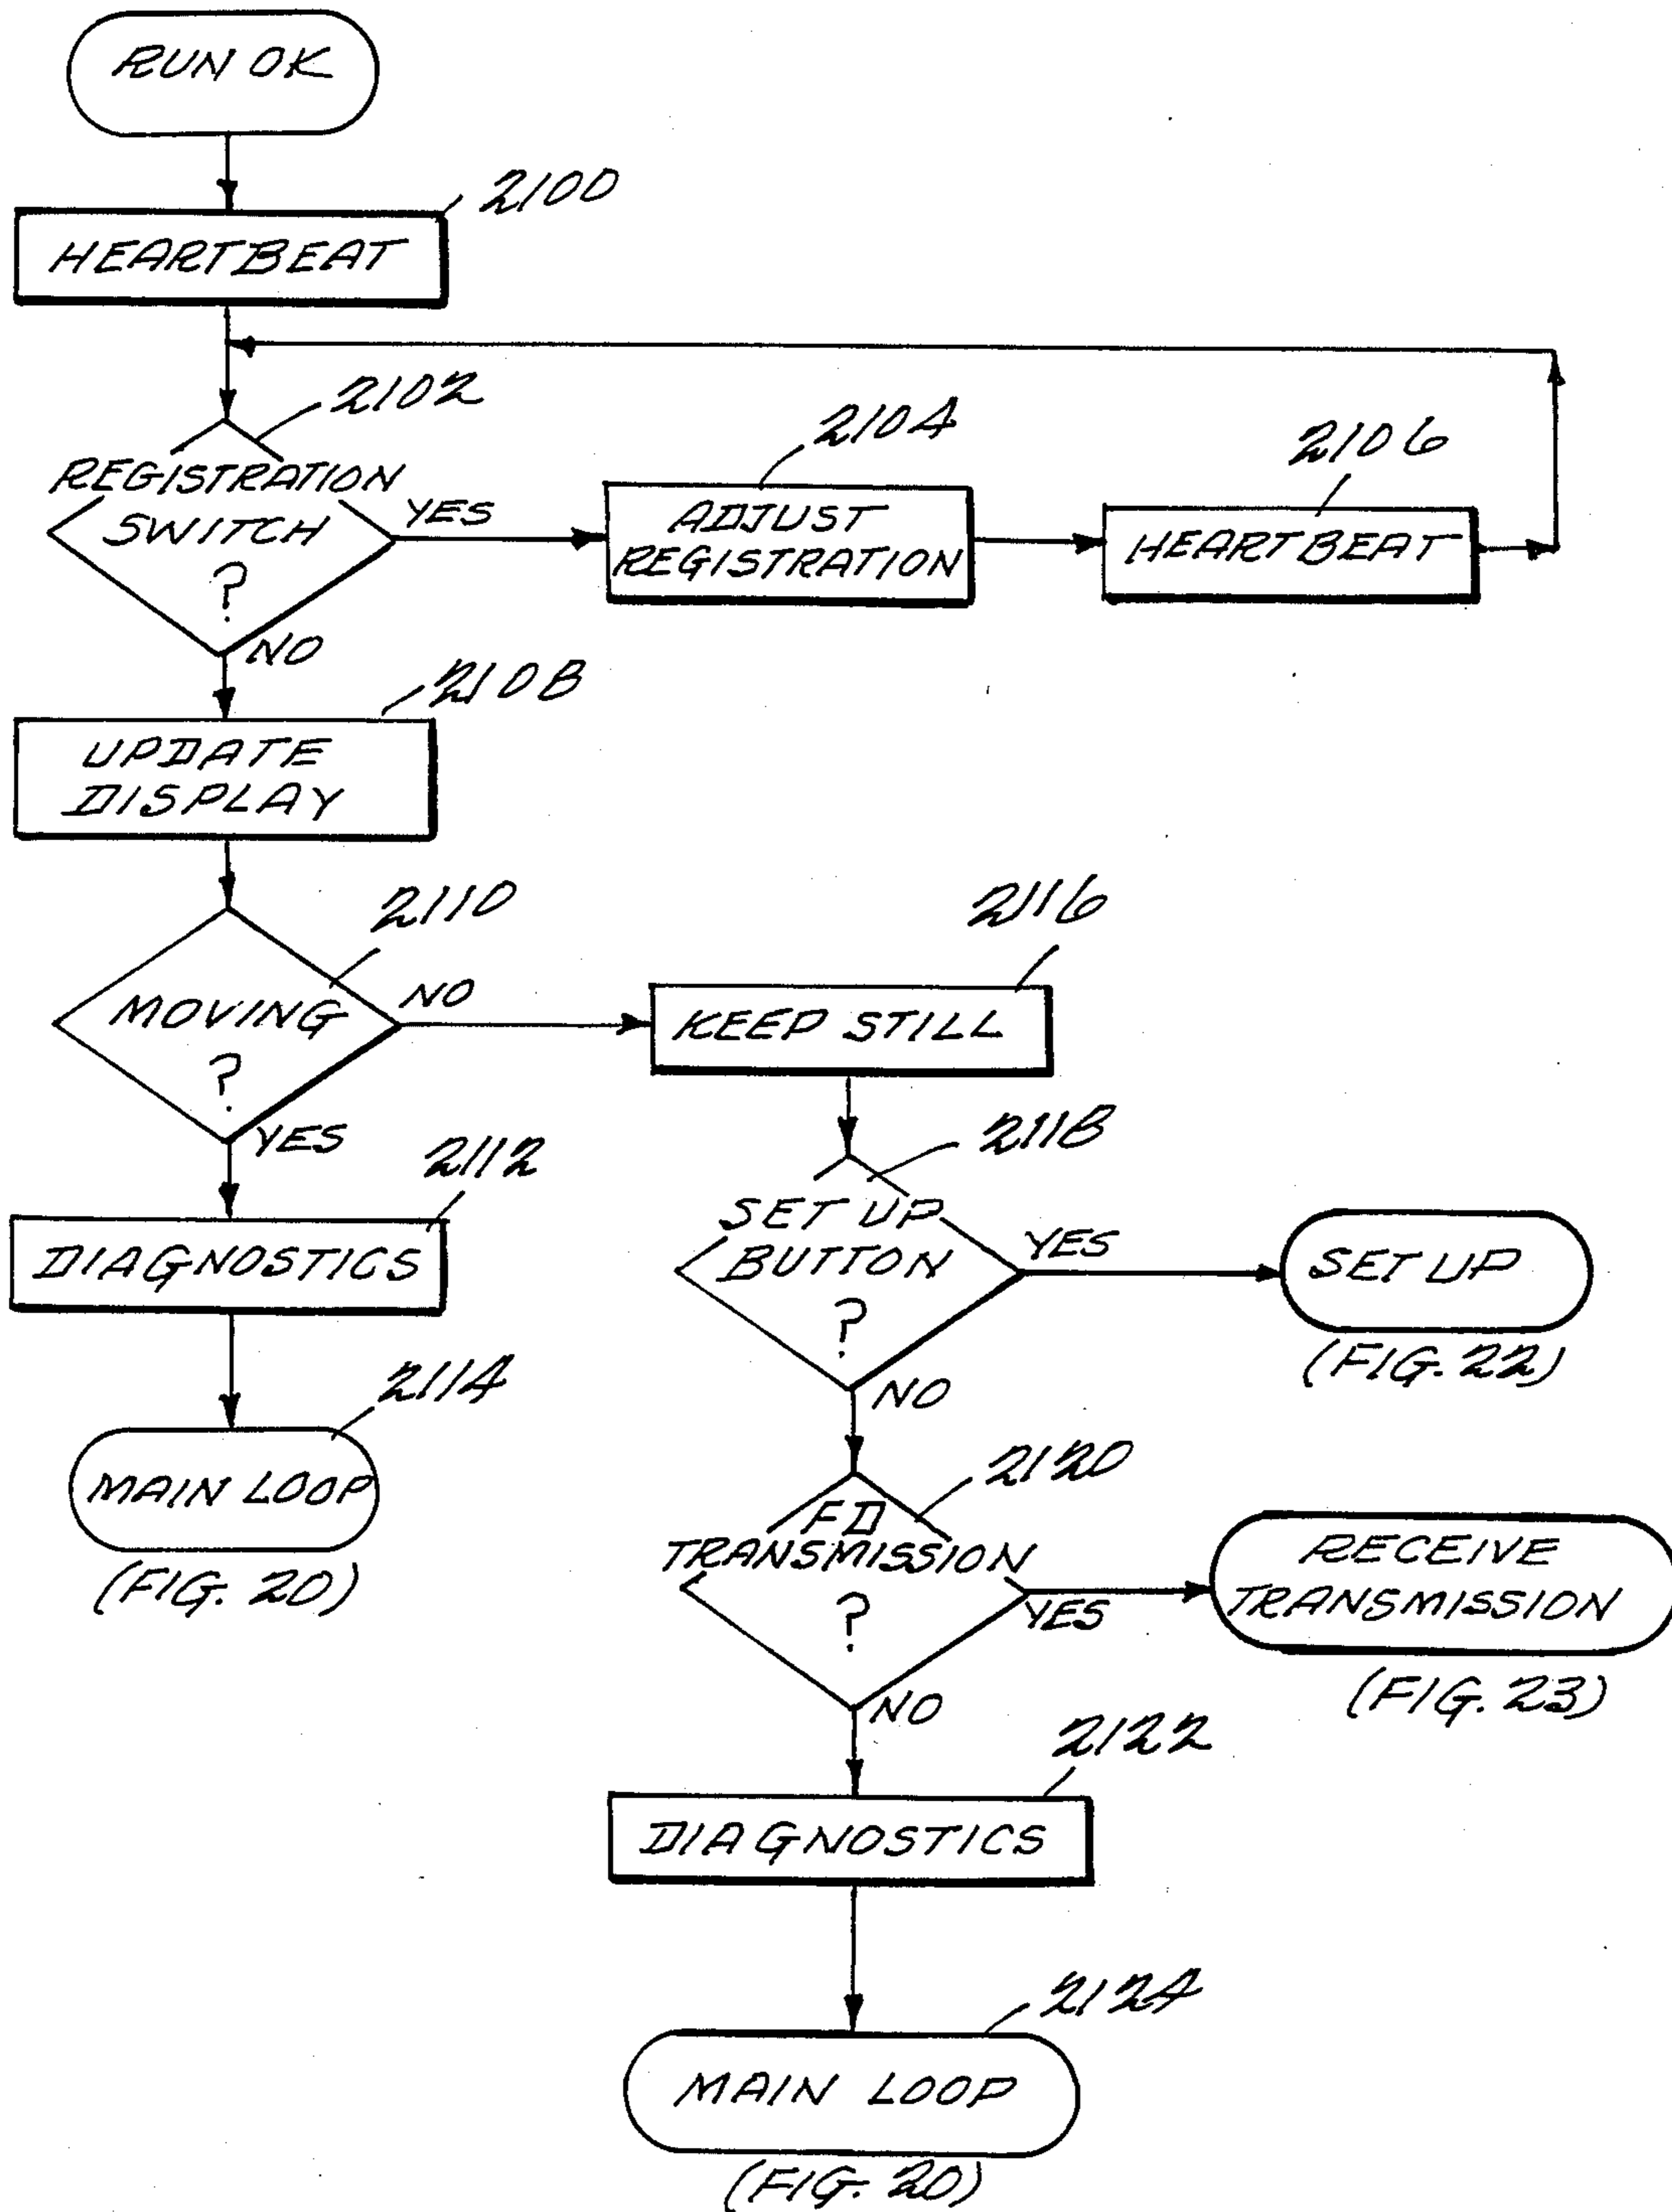 RUN OK
2100
HEARTBEAT
2102
REGISTRATION
SWITCH
?
YES
NO
2104
ADJUST
REGISTRATION
2106
HEARTBEAT
2108
UPDATE
DISPLAY
2110
MOVING
?
NO
YES
2112
DIAGNOSTICS
2114
MAIN LOOP
(FIG. 20)
2116
KEEP STILL
2118
SET UP
BUTTON
?
YES
NO
SET UP
(FIG. 22)
2120
FD
TRANSMISSION
?
YES
NO
RECEIVE
TRANSMISSION
(FIG. 23)
2122
DIAGNOSTICS
2124
MAIN LOOP
(FIG. 20)